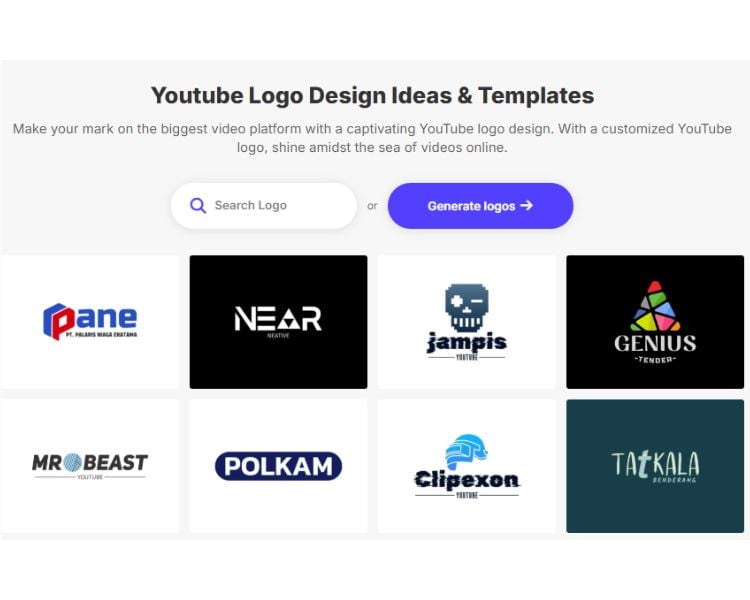 Youtube Logo Design Ideas & Templates
Make your mark on the biggest video platform with a captivating YouTube logo design. With a customized YouTube
logo, shine amidst the sea of videos online.
Search Logo
or
Generate logos →
Pane
PT. PALARIS NIAGA ERATAMA
NEAR
NEATIVE
jampis
YOUTUBE
GENIUS
-TENDER-
MR BEAST
YOUTUBE
POLKAM
Clipexon
YOUTUBE
TATKALA
BENDERANG